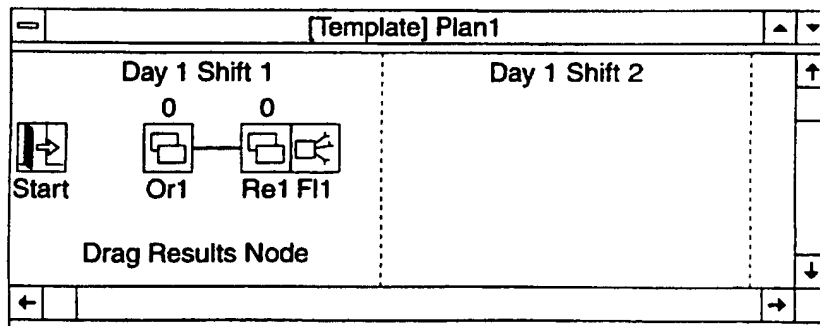 [Template] Plan1
Day 1 Shift 1 Day 1 Shift 2
0 0
Start Or1 Re1 Fl1
Drag Results Node